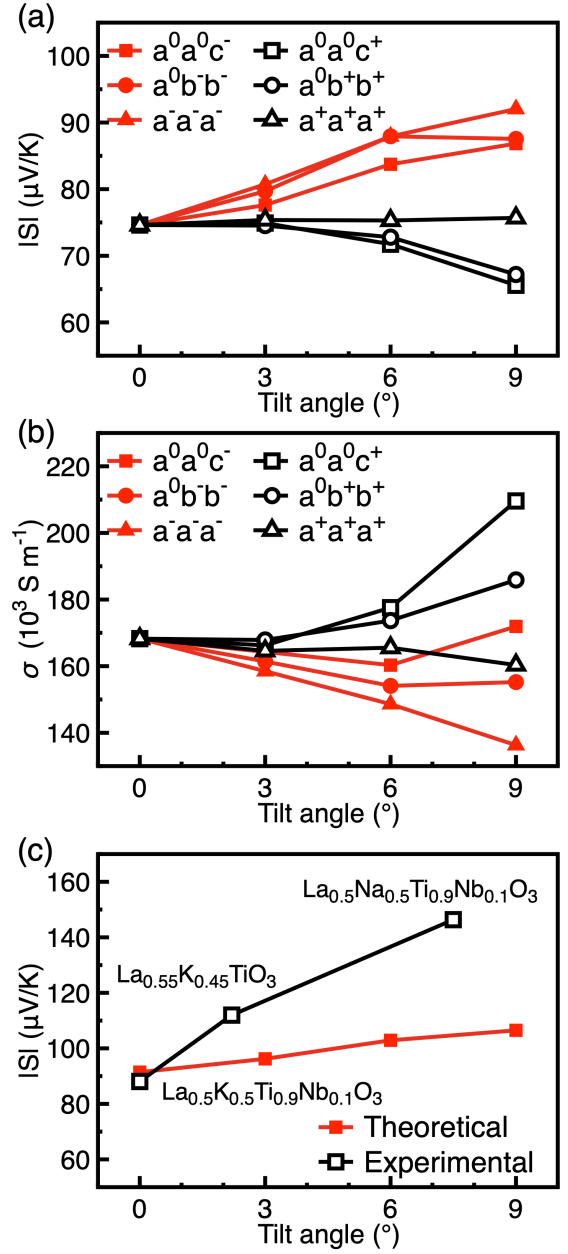 (a)
100
90
80
70
60
|S| (μV/K)
a⁰a⁰c⁻ a⁰a⁰c⁺
a⁰b⁻b⁻ a⁰b⁺b⁺
a⁻a⁻a⁻ a⁺a⁺a⁺
0 3 6 9
Tilt angle (°)
(b)
220
200
180
160
140
σ (10³ S m⁻¹)
a⁰a⁰c⁻ a⁰a⁰c⁺
a⁰b⁻b⁻ a⁰b⁺b⁺
a⁻a⁻a⁻ a⁺a⁺a⁺
0 3 6 9
Tilt angle (°)
(c)
160
140
120
100
80
60
|S| (μV/K)
La₀.₅Na₀.₅Ti₀.₉Nb₀.₁O₃
La₀.₅₅K₀.₄₅TiO₃
La₀.₅K₀.₅Ti₀.₉Nb₀.₁O₃
Theoretical
Experimental
0 3 6 9
Tilt angle (°)